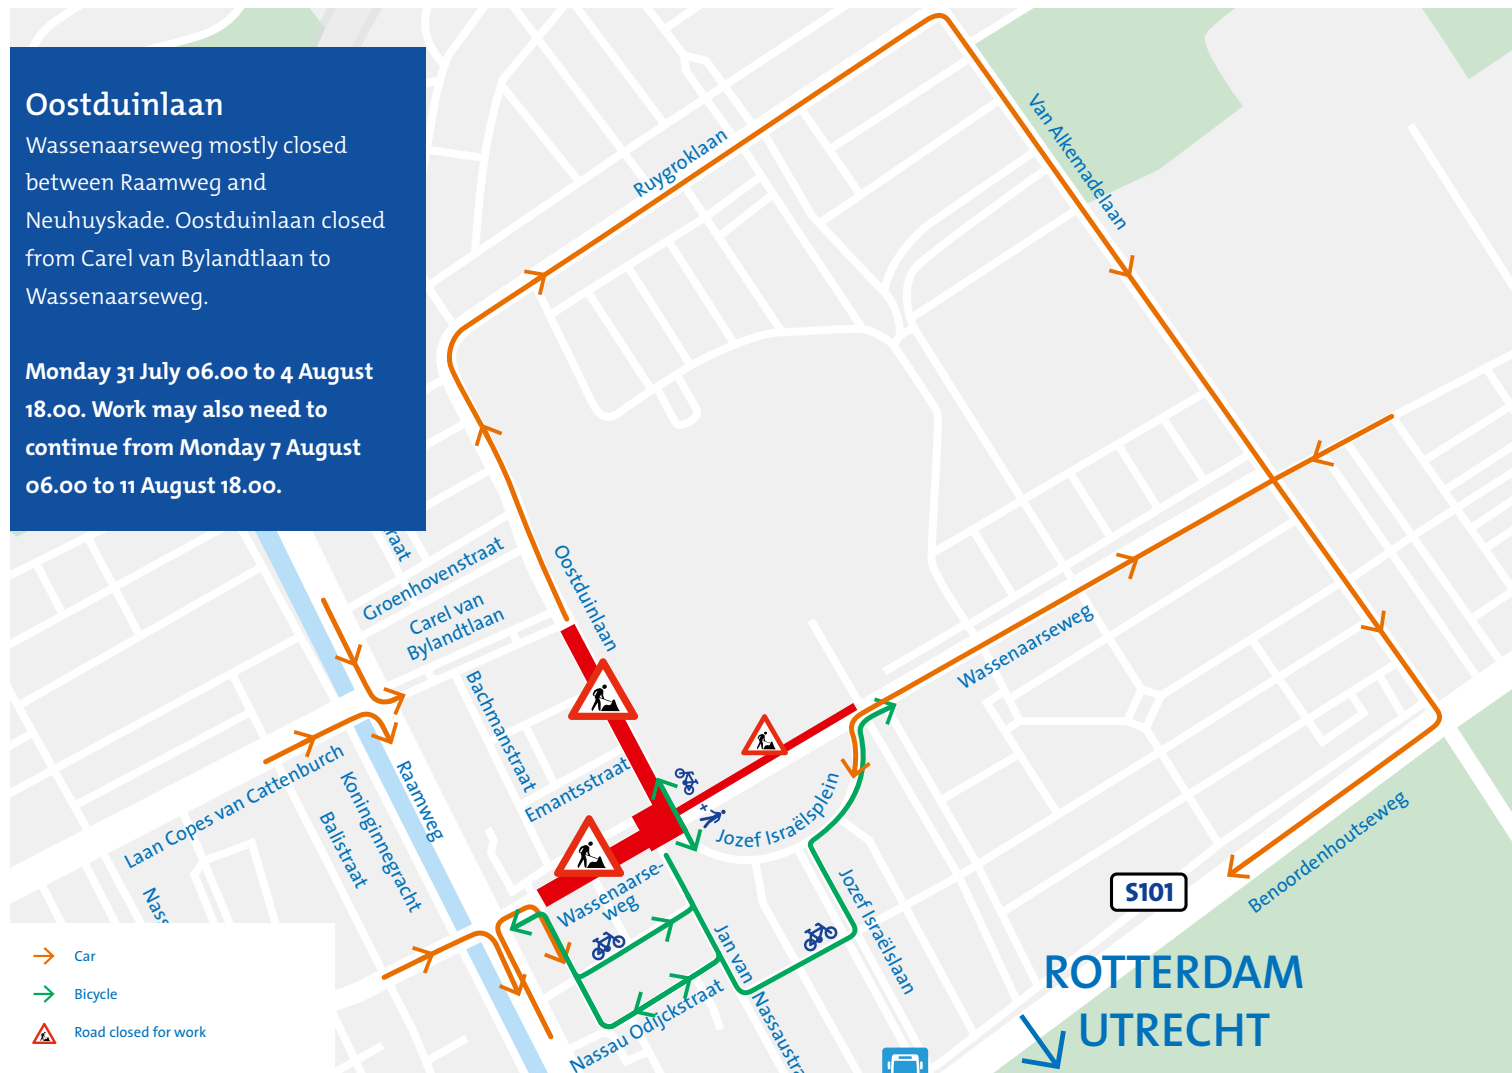 Oostduinlaan
Wassenaarseweg mostly closed
between Raamweg and
Neuhuyskade. Oostduinlaan closed
from Carel van Bylandtlaan to
Wassenaarseweg.
Monday 31 July 06.00 to 4 August
18.00. Work may also need to
continue from Monday 7 August
06.00 to 11 August 18.00.
Ruygroklaan
Van Alkemadelaan
raat
Groenhovenstraat
Carel van
Bylandtlaan
Oostduinlaan
Wassenaarseweg
Bachmanstraat
Emantsstraat
Raamweg
Laan Copes van Cattenburch
Koninginnegracht
Balistraat
Nass
Jozef Israëlsplein
Wassenaarse-
weg
Jozef Israëlslaan
Jan van
Nassaustra
Nassau Odijckstraat
Benoordenhoutseweg
S101
ROTTERDAM
UTRECHT
Car
Bicycle
Road closed for work